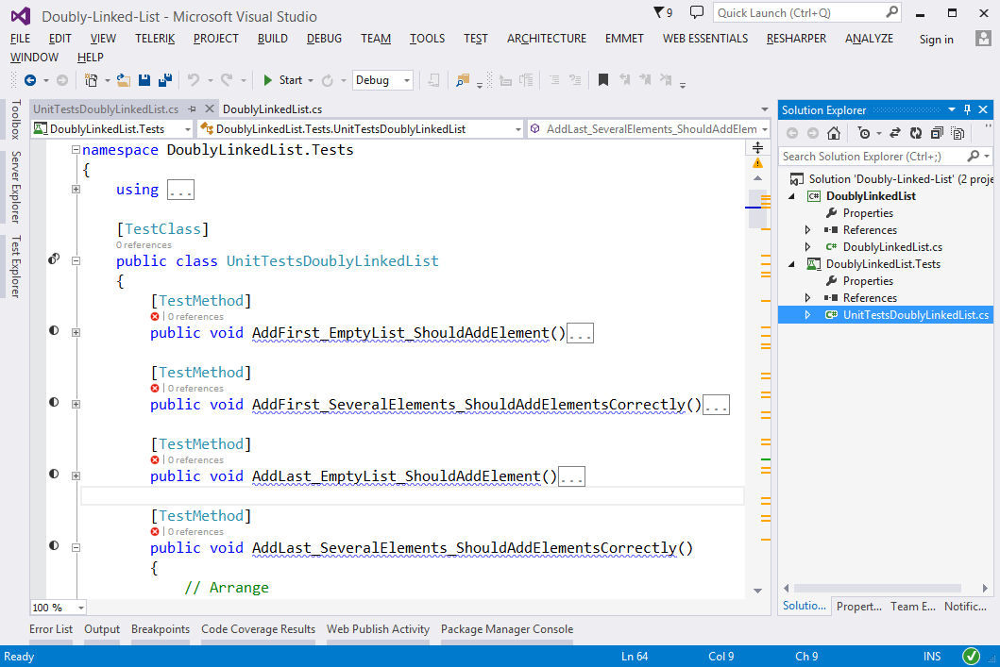 Doubly-Linked-List - Microsoft Visual Studio
9
Quick Launch (Ctrl+Q)
FILE EDIT VIEW TELERIK PROJECT BUILD DEBUG TEAM TOOLS TEST ARCHITECTURE EMMET WEB ESSENTIALS RESHARPER ANALYZE Sign in
WINDOW HELP
Start Debug
Toolbox
Server Explorer
Test Explorer
UnitTestsDoublyLinkedList.cs DoublyLinkedList.cs
DoublyLinkedList.Tests DoublyLinkedList.Tests.UnitTestsDoublyLinkedList AddLast_SeveralElements_ShouldAddElem
namespace DoublyLinkedList.Tests
{
using ...
[TestClass]
0 references
public class UnitTestsDoublyLinkedList
{
[TestMethod]
| 0 references
public void AddFirst_EmptyList_ShouldAddElement()...
[TestMethod]
| 0 references
public void AddFirst_SeveralElements_ShouldAddElementsCorrectly()...
[TestMethod]
| 0 references
public void AddLast_EmptyList_ShouldAddElement()...
[TestMethod]
| 0 references
public void AddLast_SeveralElements_ShouldAddElementsCorrectly()
{
// Arrange
100 %
Solution Explorer
Search Solution Explorer (Ctrl+;)
Solution 'Doubly-Linked-List' (2 proje
C# DoublyLinkedList
Properties
References
C# DoublyLinkedList.cs
DoublyLinkedList.Tests
Properties
References
C# UnitTestsDoublyLinkedList.cs
Solutio... Propert... Team E... Notific...
Error List Output Breakpoints Code Coverage Results Web Publish Activity Package Manager Console
Ready Ln 64 Col 9 Ch 9 INS